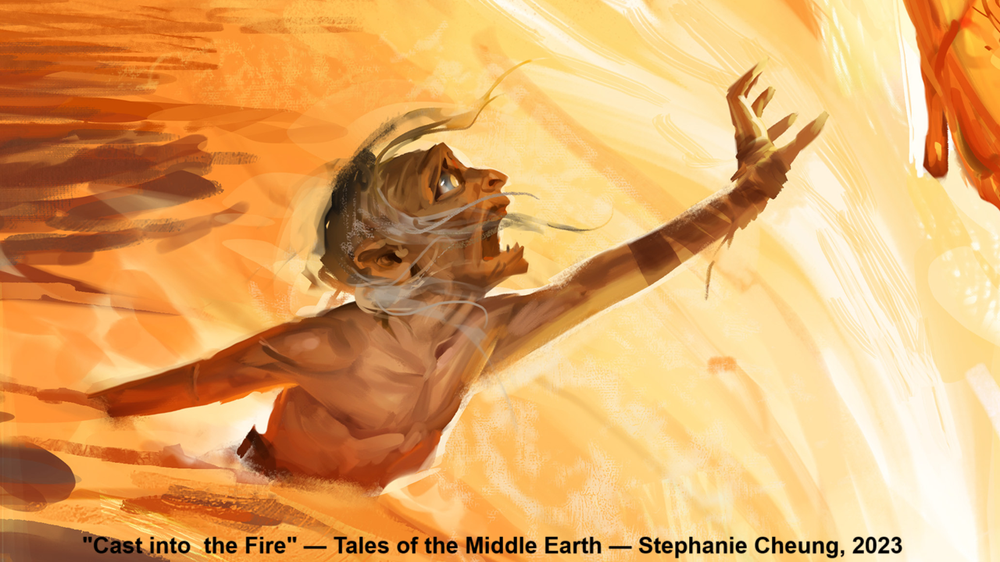 "Cast into  the Fire" — Tales of the Middle Earth — Stephanie Cheung, 2023